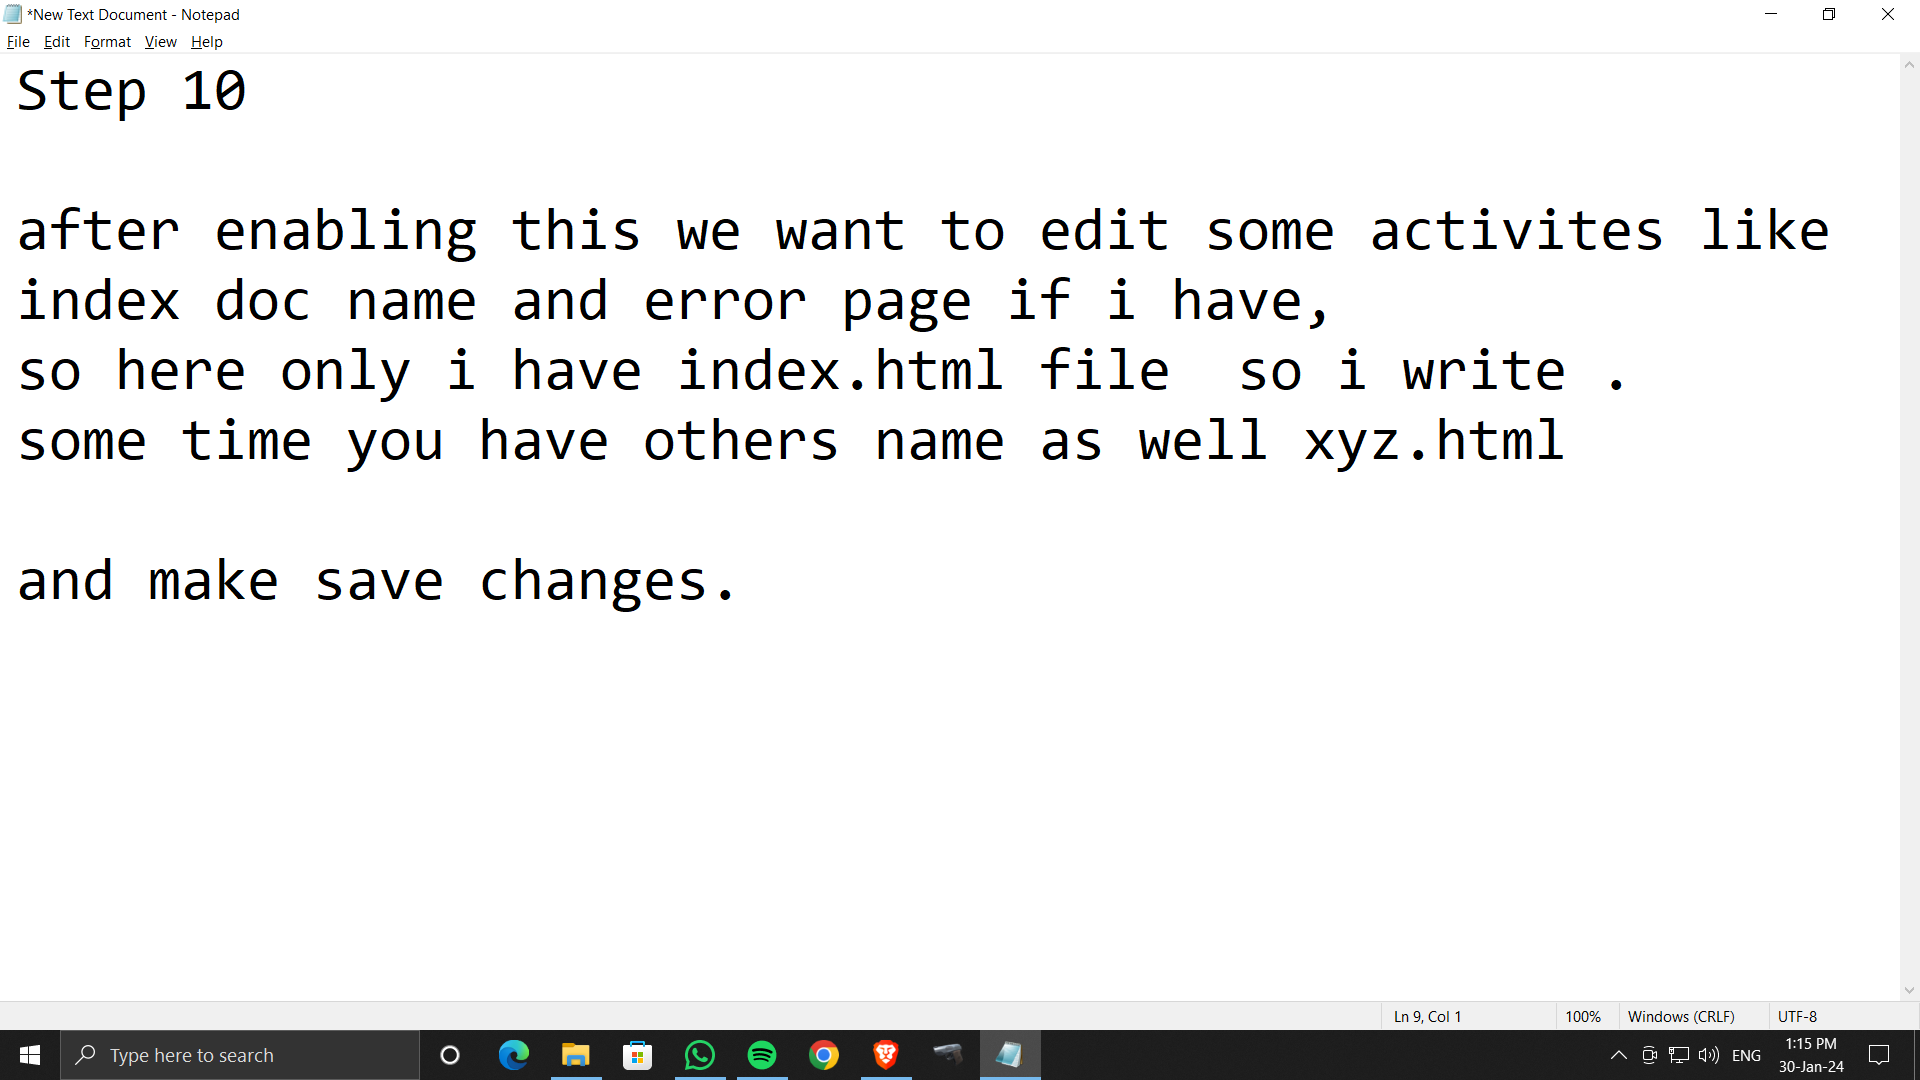 *New Text Document - Notepad
File Edit Format View Help
Step 10
after enabling this we want to edit some activites like
index doc name and error page if i have,
so here only i have index.html file  so i write .
some time you have others name as well xyz.html
and make save changes.
Ln 9, Col 1 100% Windows (CRLF) UTF-8
Type here to search
ENG
1:15 PM
30-Jan-24